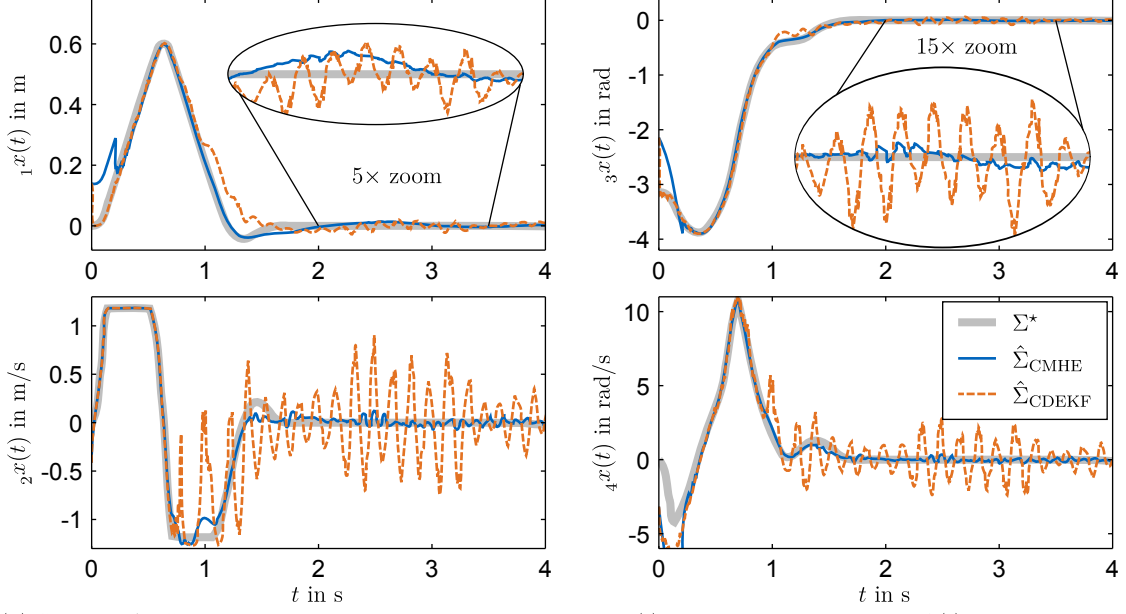 0.6
0.4
0.2
0
₁x(t) in m
5× zoom
0 1 2 3 4
0
-1
-2
-3
-4
₃x(t) in rad
15× zoom
0 1 2 3 4
1
0.5
0
-0.5
-1
₂x(t) in m/s
0 1 2 3 4
t in s
10
5
0
-5
₄x(t) in rad/s
Σ⋆
Σ̂CMHE
Σ̂CDEKF
0 1 2 3 4
t in s